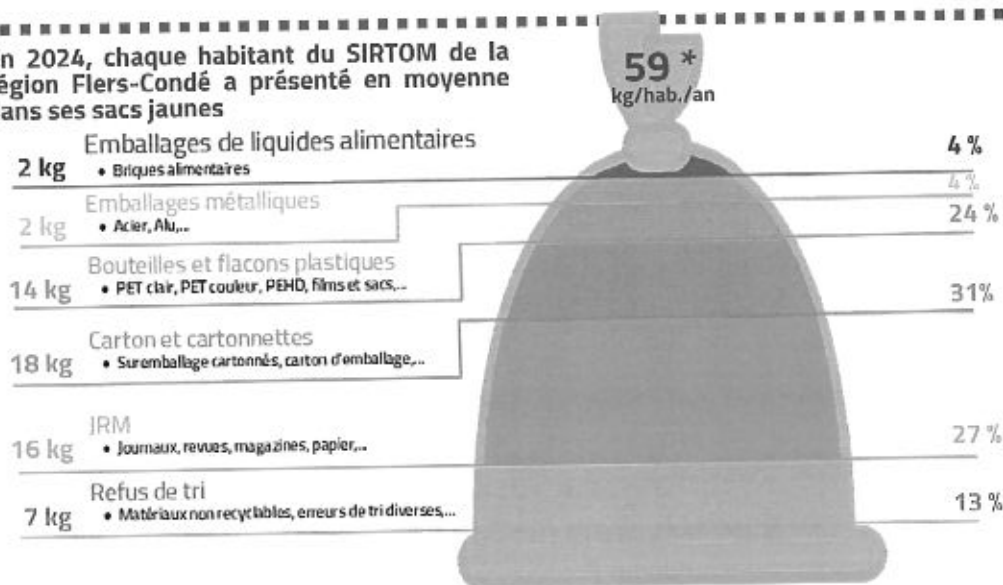 n 2024, chaque habitant du SIRTOM de la
égion Flers-Condé a présenté en moyenne
ans ses sacs jaunes
59 *
kg/hab./an
Emballages de liquides alimentaires
2 kg
• Briques alimentaires
4 %
Emballages métalliques
2 kg
• Acier, Alu,...
4 %
Bouteilles et flacons plastiques
14 kg
• PET clair, PET couleur, PEHD, films et sacs,...
24 %
Carton et cartonnettes
18 kg
• Suremballage cartonnés, carton d'emballage,...
31%
JRM
16 kg
• Journaux, revues, magazines, papier,...
27 %
Refus de tri
7 kg
• Matériaux non recyclables, erreurs de tri diverses,...
13 %